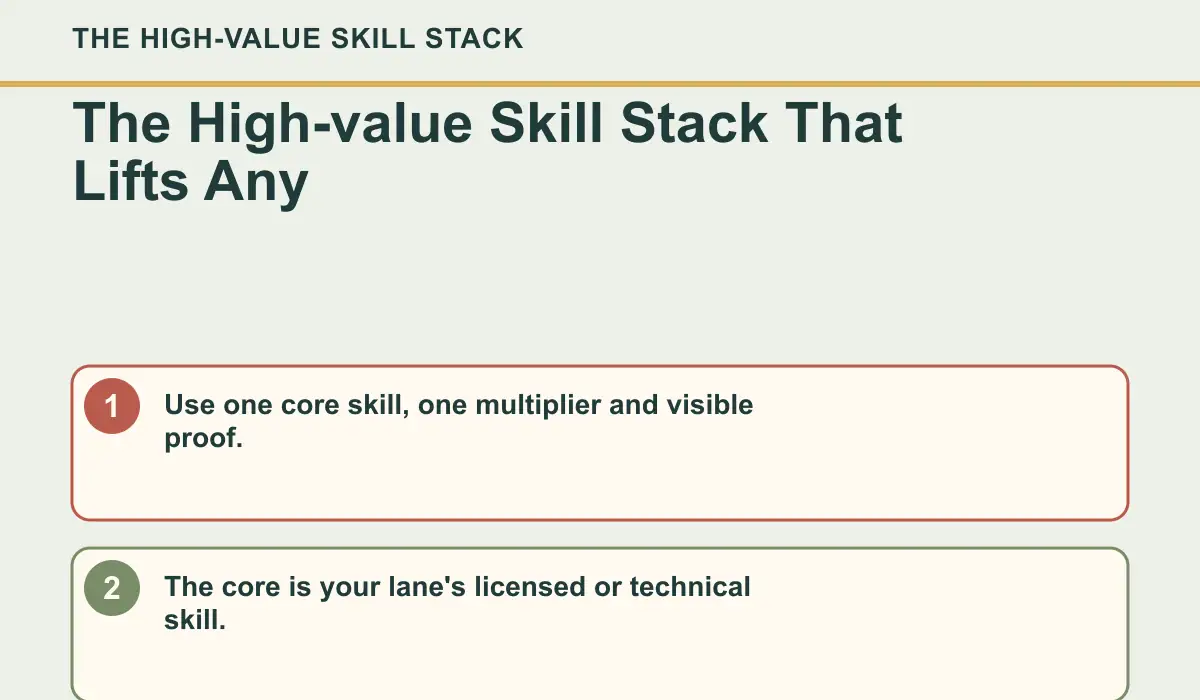 THE HIGH-VALUE SKILL STACK
The High-value Skill Stack That
Lifts Any
1
Use one core skill, one multiplier and visible
proof.
2
The core is your lane's licensed or technical
skill.